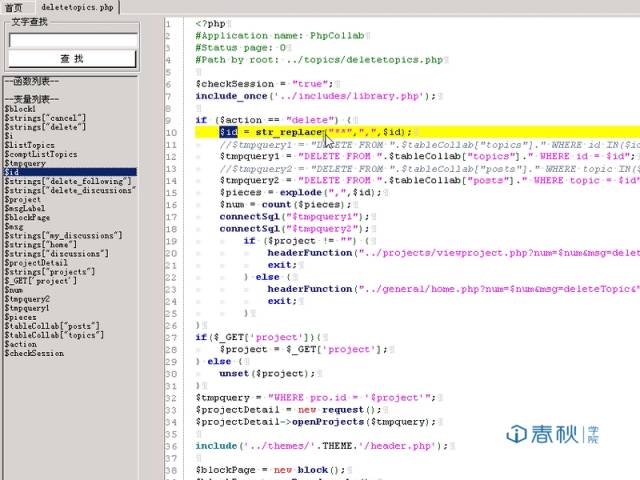 首页
deletetopics.php
文字查找
查 找
--函数列表--
--变量列表--
$block1
$strings["cancel"]
$strings["delete"]
$i
$listTopics
$comptListTopics
$tmpquery
$id
$strings["delete_following"]
$strings["delete_discussions"
$project
$msgLabel
$blockPage
$msg
$strings["my_discussions"]
$strings["home"]
$strings["discussions"]
$projectDetail
$strings["projects"]
$_GET['project']
$num
$tmpquery2
$tmpquery1
$pieces
$tableCollab["posts"]
$tableCollab["topics"]
$action
$checkSession
1 <?php
2 #Application name: PhpCollab
3 #Status page: 0
4 #Path by root: ../topics/deletetopics.php
5
6 $checkSession = "true";
7 include_once('../includes/library.php');
8
9 if ($action == "delete") {
10 $id = str_replace("**",",",$id);
11 //$tmpquery1 = "DELETE FROM ".$tableCollab["topics"]." WHERE id IN($id
12 $tmpquery1 = "DELETE FROM ".$tableCollab["topics"]." WHERE id = $id";
13 //$tmpquery2 = "DELETE FROM ".$tableCollab["posts"]." WHERE topic IN($
14 $tmpquery2 = "DELETE FROM ".$tableCollab["posts"]." WHERE topic = $id"
15 $pieces = explode(",",$id);
16 $num = count($pieces);
17 connectSql("$tmpquery1");
18 connectSql("$tmpquery2");
19 if ($project != "") {
20 headerFunction("../projects/viewproject.php?num=$num&msg=delet
21 exit;
22 } else {
23 headerFunction("../general/home.php?num=$num&msg=deleteTopic&"
24 exit;
25 }
26 }
27 if($_GET['project']){
28 $project = $_GET['project'];
29 } else {
30 unset($project);
31 }
32 $tmpquery = "WHERE pro.id = '$project'";
33 $projectDetail = new request();
34 $projectDetail->openProjects($tmpquery);
35
36 include('../themes/'.THEME.'/header.php');
37
38 $blockPage = new block();
春秋 学院